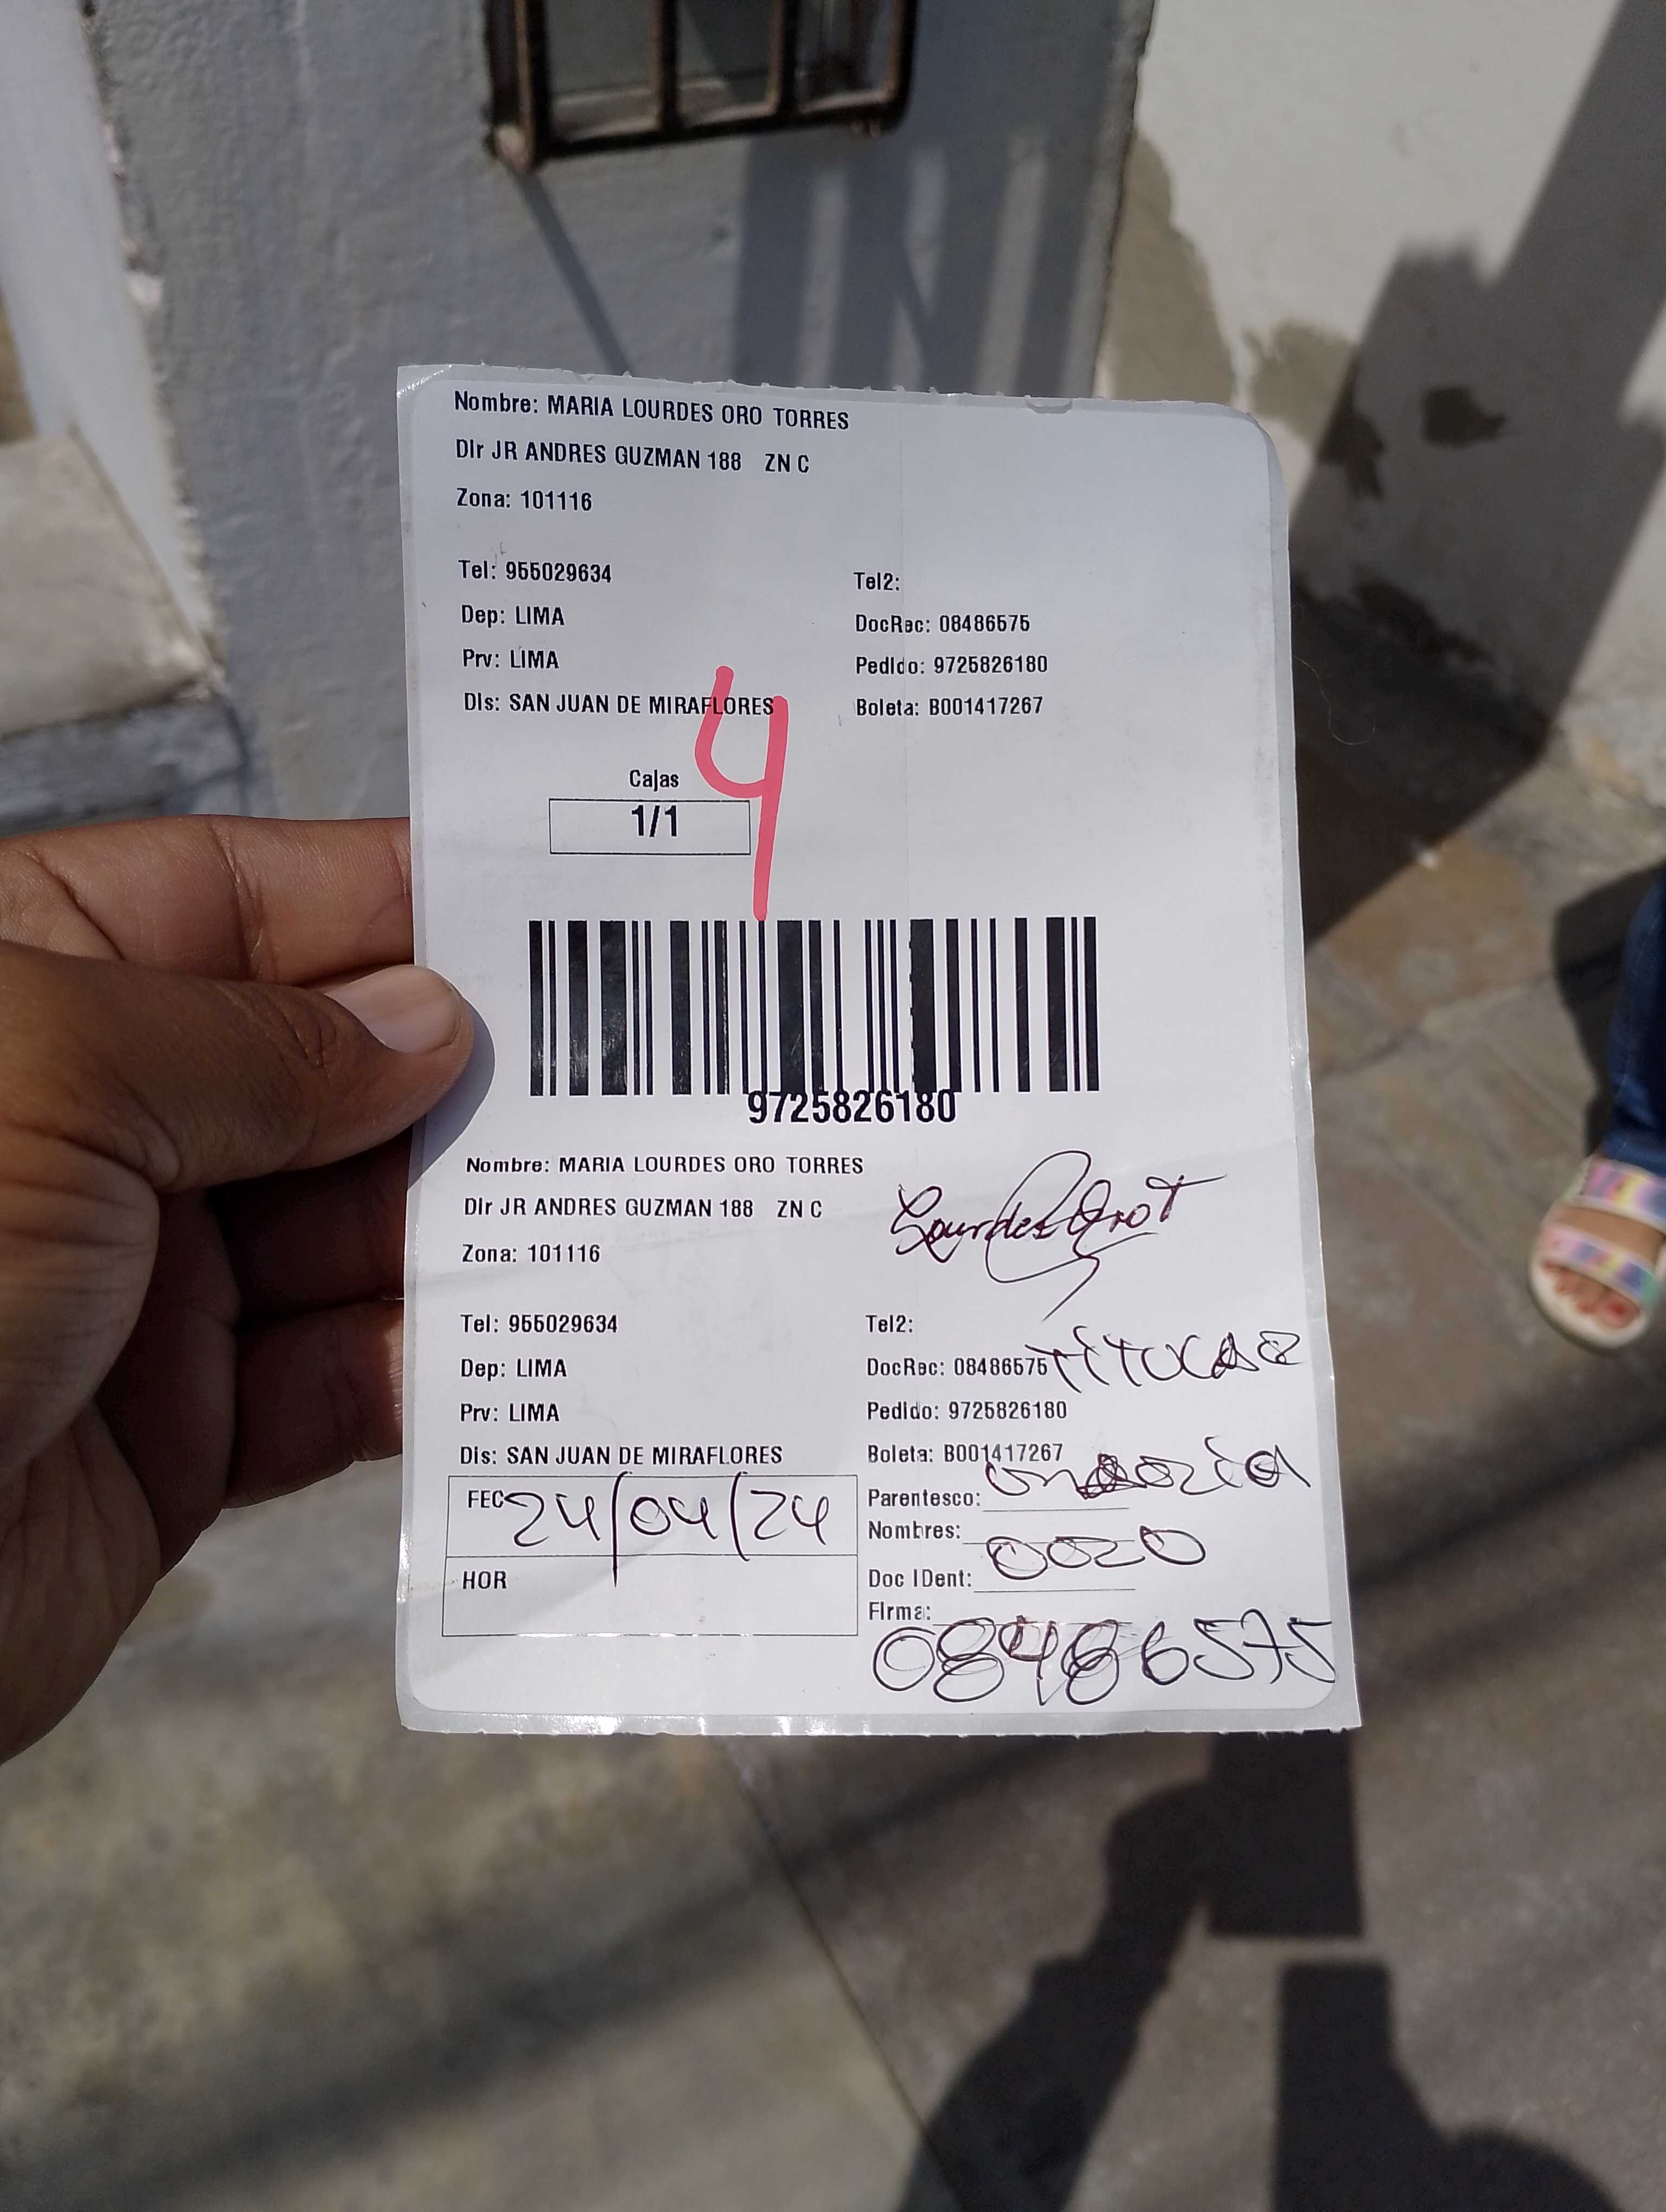 Nombre: MARIA LOURDES ORO TORRES
Dir JR ANDRES GUZMAN 188 ZN C
Zona: 101116
Tel: 955029634 Tel2:
Dep: LIMA DocRec: 08486575
Prv: LIMA Pedido: 9725826180
Dis: SAN JUAN DE MIRAFLORES Boleta: B001417267
4
Cajas
1/1
9725826180
Nombre: MARIA LOURDES ORO TORRES
Dir JR ANDRES GUZMAN 188 ZN C
Lourdes Oro T
Zona: 101116
Tel: 955029634 Tel2:
Dep: LIMA DocRec: 08486575 TITULAR
Prv: LIMA Pedido: 9725826180
Dis: SAN JUAN DE MIRAFLORES Boleta: B001417267
FEC 24/04/24 Parentesco:
Nombres: ORO
HOR Doc IDent:
Firma:
08486575